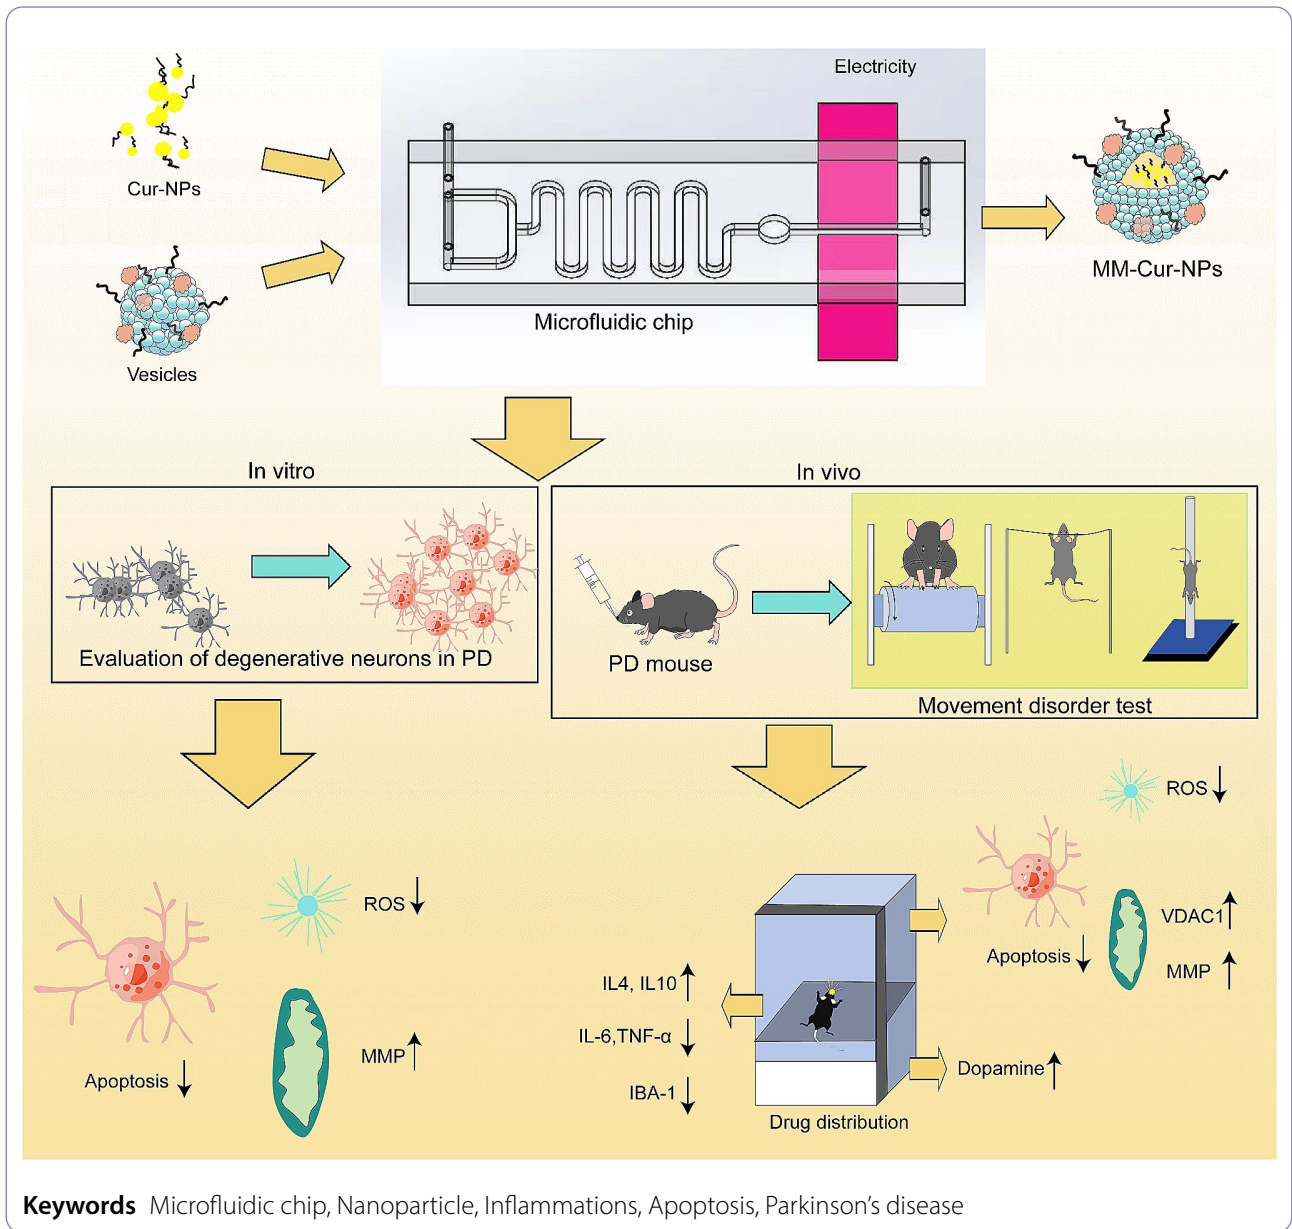 Electricity
Cur-NPs
Vesicles
Microfluidic chip
MM-Cur-NPs
In vitro
In vivo
Evaluation of degenerative neurons in PD
PD mouse
Movement disorder test
ROS ↓
Apoptosis ↓
MMP ↑
IL4, IL10 ↑
IL-6,TNF-α ↓
IBA-1 ↓
Drug distribution
ROS ↓
Apoptosis ↓
VDAC1 ↑
MMP ↑
Dopamine ↑
Keywords Microfluidic chip, Nanoparticle, Inflammations, Apoptosis, Parkinson’s disease